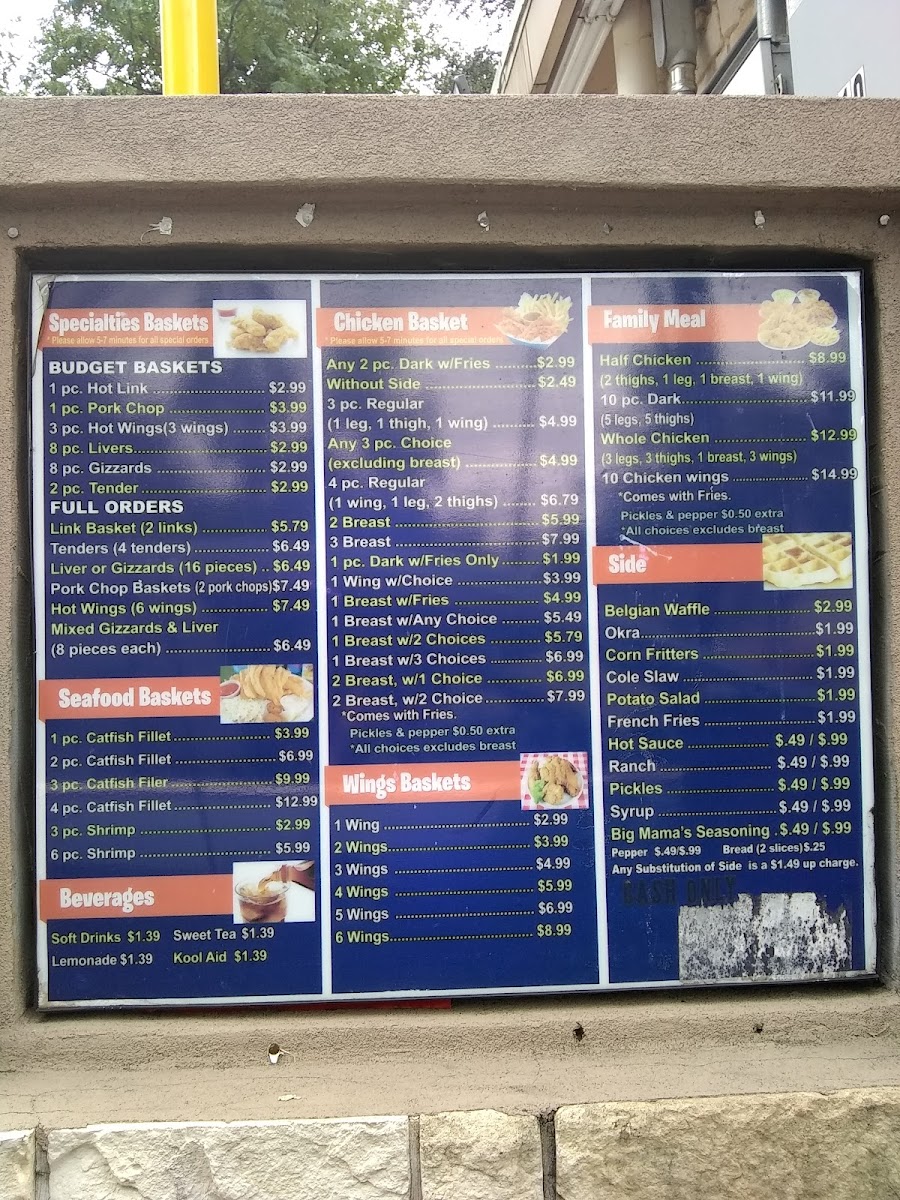 Specialties Baskets
*Please allow 5-7 minutes for all special orders
BUDGET BASKETS
1 pc. Hot Link ........ $2.99
1 pc. Pork Chop ........ $3.99
3 pc. Hot Wings(3 wings) ........ $3.99
8 pc. Livers ........ $2.99
8 pc. Gizzards ........ $2.99
2 pc. Tender ........ $2.99
FULL ORDERS
Link Basket (2 links) ........ $5.79
Tenders (4 tenders) ........ $6.49
Liver or Gizzards (16 pieces) .. $6.49
Pork Chop Baskets (2 pork chops)$7.49
Hot Wings (6 wings) ........ $7.49
Mixed Gizzards & Liver
(8 pieces each) ........ $6.49
Seafood Baskets
1 pc. Catfish Fillet ........ $3.99
2 pc. Catfish Fillet ........ $6.99
3 pc. Catfish Filer ........ $9.99
4 pc. Catfish Fillet ........ $12.99
3 pc. Shrimp ........ $2.99
6 pc. Shrimp ........ $5.99
Beverages
Soft Drinks $1.39 Sweet Tea $1.39
Lemonade $1.39 Kool Aid $1.39
Chicken Basket
*Please allow 5-7 minutes for all special orders
Any 2 pc. Dark w/Fries ........ $2.99
Without Side ........ $2.49
3 pc. Regular
(1 leg, 1 thigh, 1 wing) ........ $4.99
Any 3 pc. Choice
(excluding breast) ........ $4.99
4 pc. Regular
(1 wing, 1 leg, 2 thighs) ........ $6.79
2 Breast ........ $5.99
3 Breast ........ $7.99
1 pc. Dark w/Fries Only ........ $1.99
1 Wing w/Choice ........ $3.99
1 Breast w/Fries ........ $4.99
1 Breast w/Any Choice ........ $5.49
1 Breast w/2 Choices ........ $5.79
1 Breast w/3 Choices ........ $6.99
2 Breast, w/1 Choice ........ $6.99
2 Breast, w/2 Choice ........ $7.99
*Comes with Fries.
Pickles & pepper $0.50 extra
*All choices excludes breast
Wings Baskets
1 Wing ........ $2.99
2 Wings ........ $3.99
3 Wings ........ $4.99
4 Wings ........ $5.99
5 Wings ........ $6.99
6 Wings ........ $8.99
Family Meal
Half Chicken ........ $8.99
(2 thighs, 1 leg, 1 breast, 1 wing)
10 pc. Dark ........ $11.99
(5 legs, 5 thighs)
Whole Chicken ........ $12.99
(3 legs, 3 thighs, 1 breast, 3 wings)
10 Chicken wings ........ $14.99
*Comes with Fries.
Pickles & pepper $0.50 extra
*All choices excludes breast
Side
Belgian Waffle ........ $2.99
Okra ........ $1.99
Corn Fritters ........ $1.99
Cole Slaw ........ $1.99
Potato Salad ........ $1.99
French Fries ........ $1.99
Hot Sauce ........ $.49 / $.99
Ranch ........ $.49 / $.99
Pickles ........ $.49 / $.99
Syrup ........ $.49 / $.99
Big Mama's Seasoning .$.49 / $.99
Pepper $.49/$.99 Bread (2 slices)$.25
Any Substitution of Side is a $1.49 up charge.
CASH ONLY